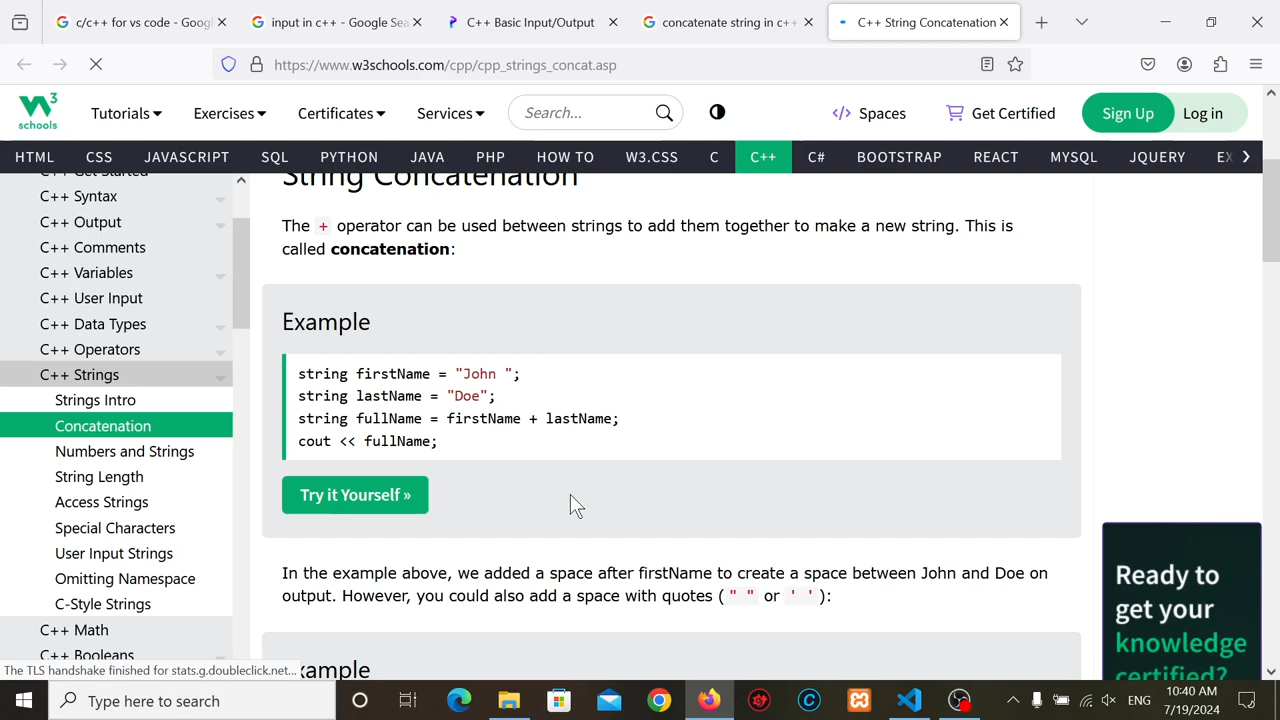 c/c++ for vs code - Goog
input in c++ - Google Sea
C++ Basic Input/Output
concatenate string in c++
C++ String Concatenation
https://www.w3schools.com/cpp/cpp_strings_concat.asp
W3 schools
Tutorials
Exercises
Certificates
Services
Search...
Spaces
Get Certified
Sign Up
Log in
HTML
CSS
JAVASCRIPT
SQL
PYTHON
JAVA
PHP
HOW TO
W3.CSS
C
C++
C#
BOOTSTRAP
REACT
MYSQL
JQUERY
EX
C++ Get Started
C++ Syntax
C++ Output
C++ Comments
C++ Variables
C++ User Input
C++ Data Types
C++ Operators
C++ Strings
Strings Intro
Concatenation
Numbers and Strings
String Length
Access Strings
Special Characters
User Input Strings
Omitting Namespace
C-Style Strings
C++ Math
C++ Booleans
String Concatenation
The + operator can be used between strings to add them together to make a new string. This is
called concatenation:
Example
string firstName = "John ";
string lastName = "Doe";
string fullName = firstName + lastName;
cout << fullName;
Try it Yourself »
In the example above, we added a space after firstName to create a space between John and Doe on
output. However, you could also add a space with quotes ( " " or ' ' ):
Example
Ready to
get your
knowledge
certified?
The TLS handshake finished for stats.g.doubleclick.net...
Type here to search
ENG
10:40 AM
7/19/2024